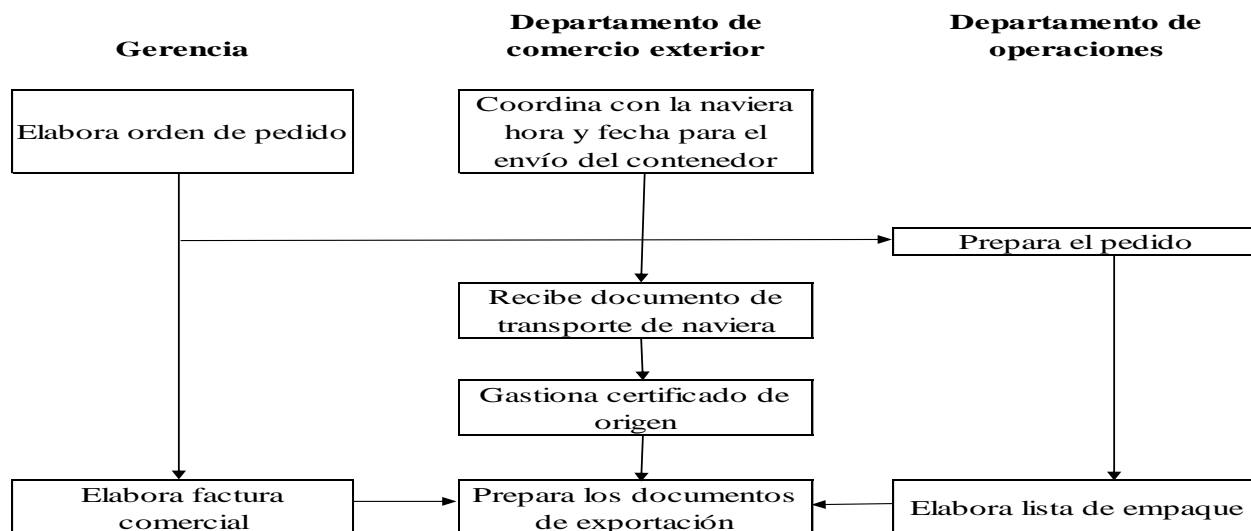 Gerencia
Departamento de
comercio exterior
Departamento de
operaciones
Elabora orden de pedido
Coordina con la naviera
hora y fecha para el
envío del contenedor
Prepara el pedido
Recibe documento de
transporte de naviera
Gastiona certificado de
origen
Elabora factura
comercial
Prepara los documentos
de exportación
Elabora lista de empaque